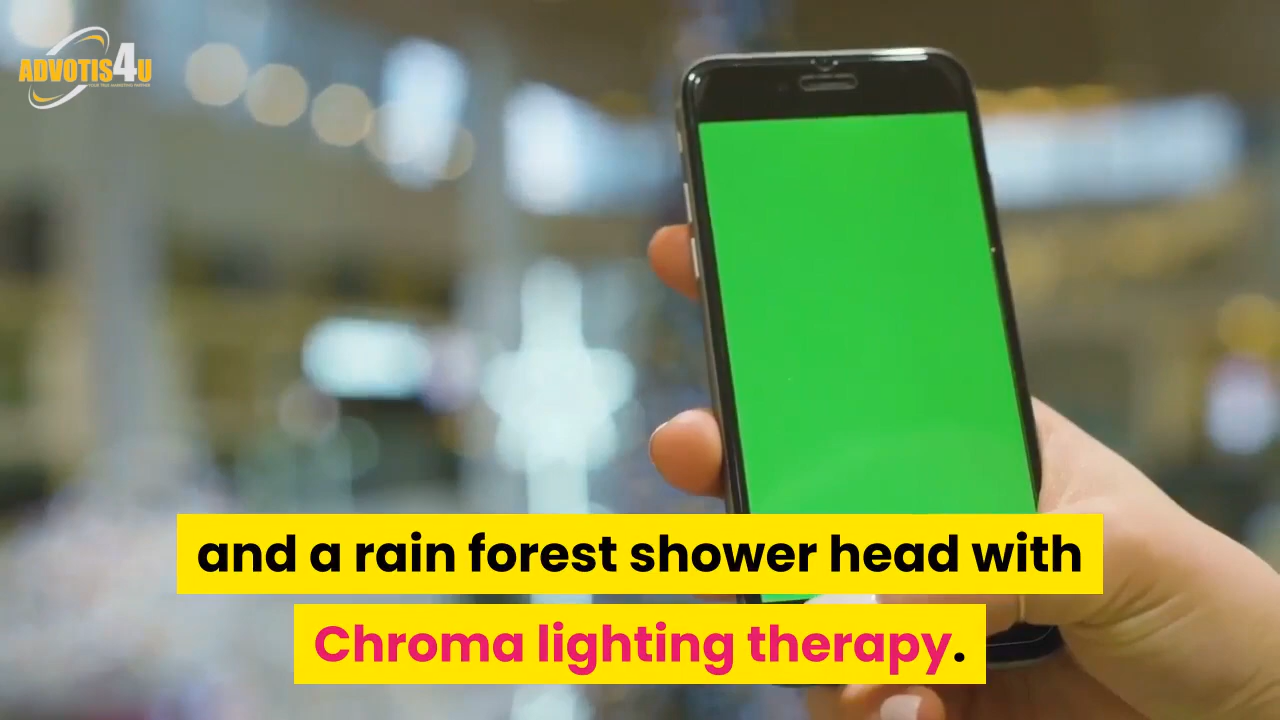 ADVOTIS4U
and a rain forest shower head with
Chroma lighting therapy.